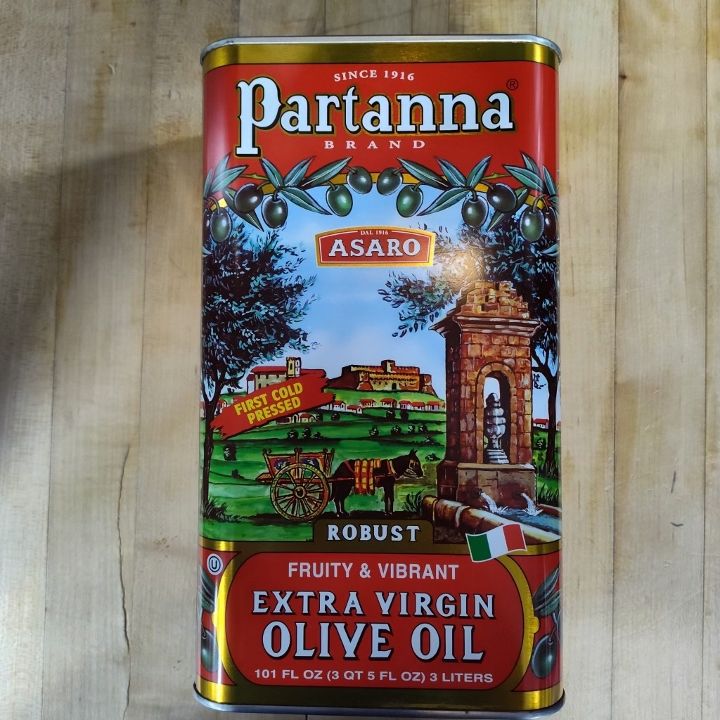 SINCE 1916
Partanna®
BRAND
DAL 1916
ASARO
FIRST COLD
PRESSED
ROBUST
U
FRUITY & VIBRANT
EXTRA VIRGIN
OLIVE OIL
101 FL OZ (3 QT 5 FL OZ) 3 LITERS